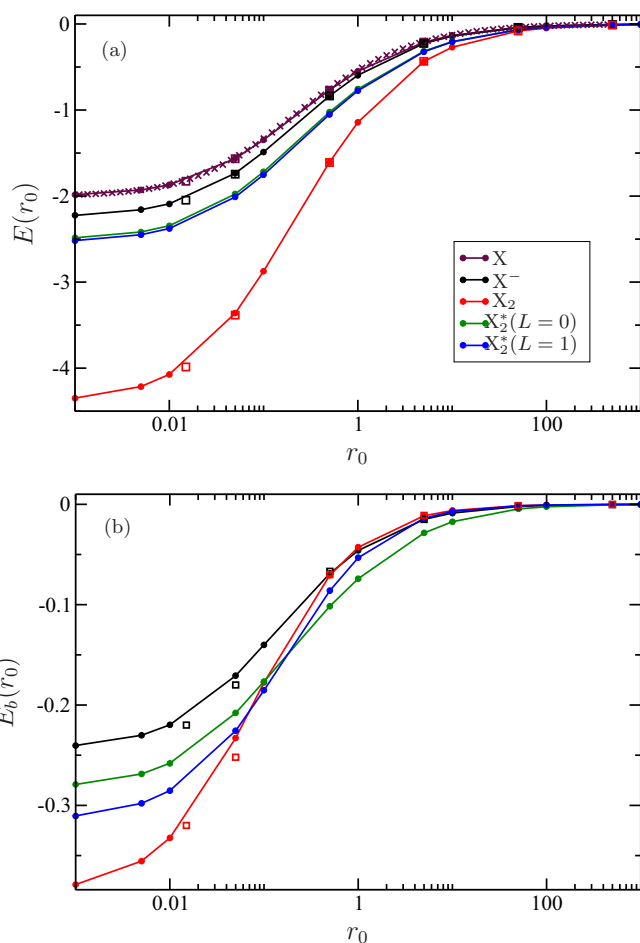 0
(a)
-1
-2
-3
-4
E(r₀)
X
X⁻
X₂
X₂*(L = 0)
X₂*(L = 1)
0.01 1 100
r₀
0
(b)
-0.1
-0.2
-0.3
E_b(r₀)
0.01 1 100
r₀